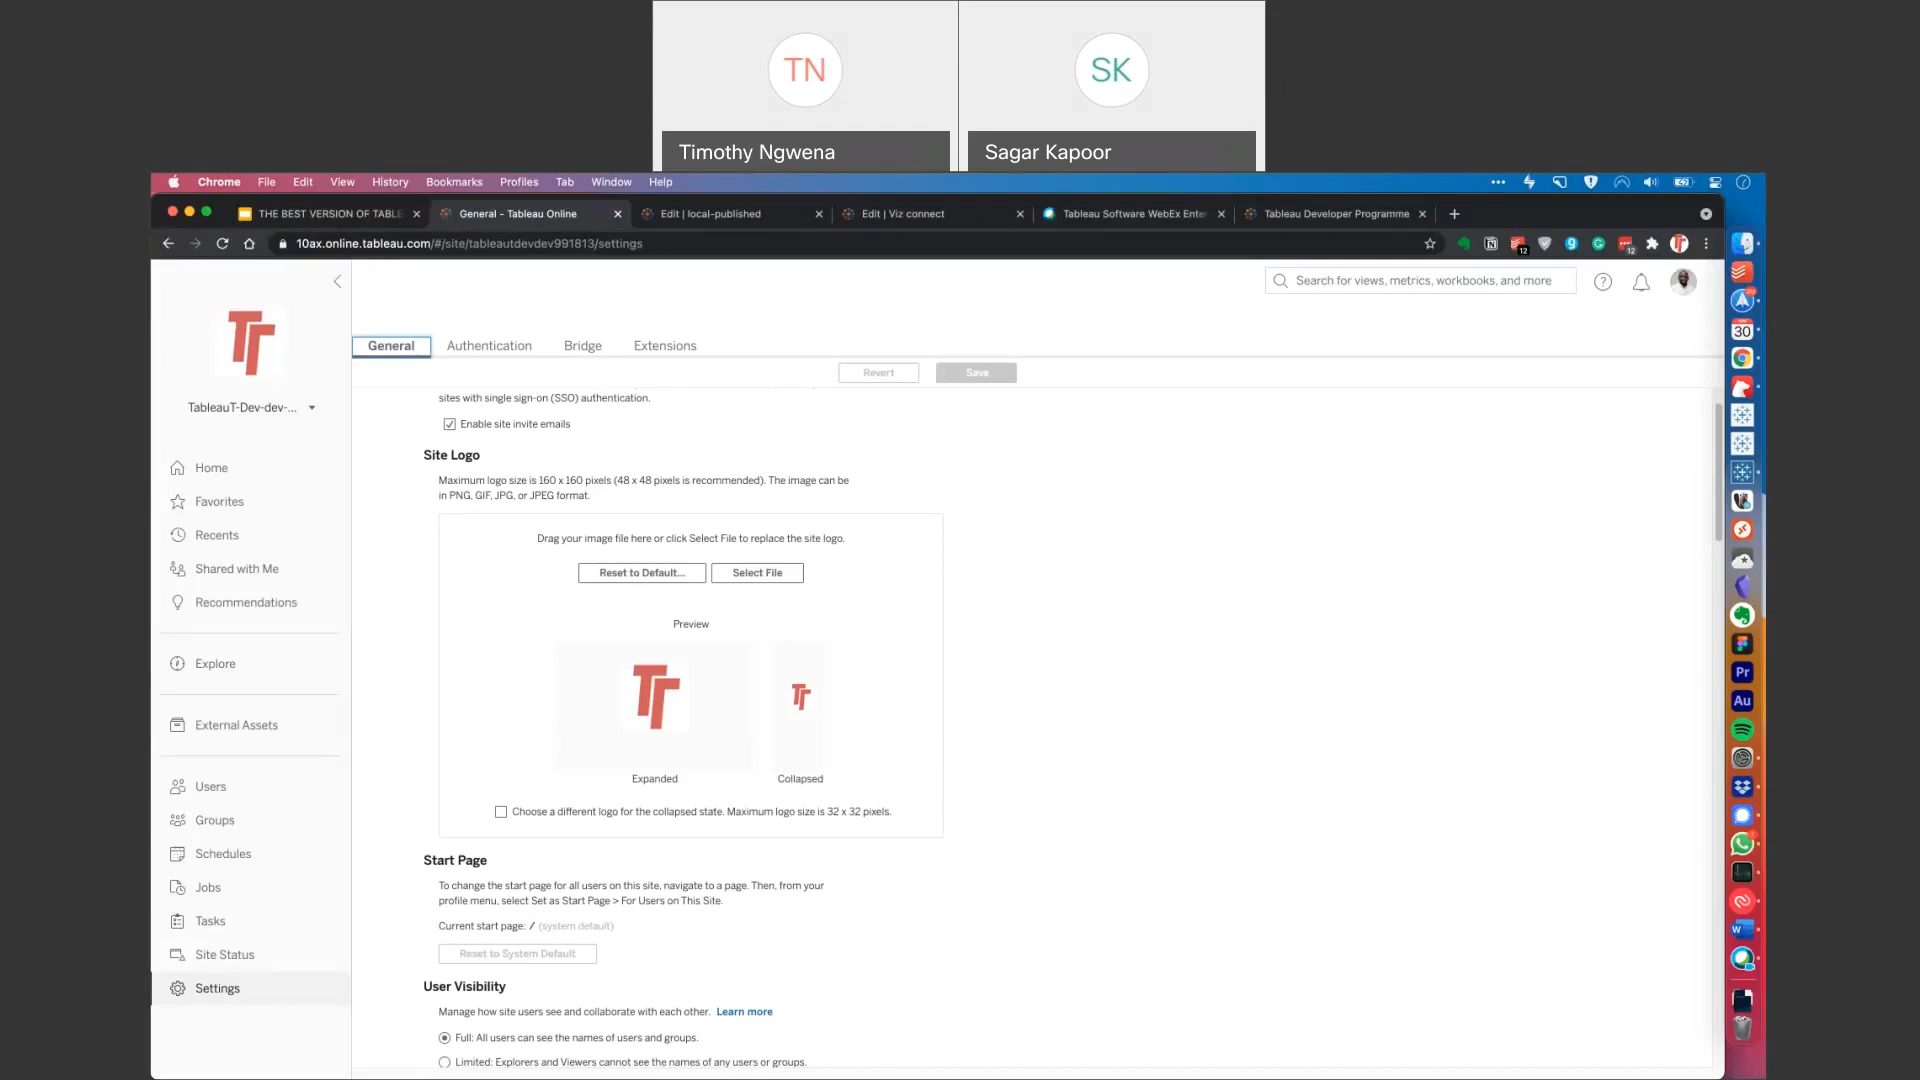 TN
SK
Timothy Ngwena
Sagar Kapoor
Chrome File Edit View History Bookmarks Profiles Tab Window Help
THE BEST VERSION OF TABLE
General - Tableau Online
Edit | local-published
Edit | Viz connect
Tableau Software WebEx Enter
Tableau Developer Programme
10ax.online.tableau.com/#/site/tableautdevdev991813/settings
12
12
Search for views, metrics, workbooks, and more
30
TableauT-Dev-dev-...
Home
Favorites
Recents
Shared with Me
Recommendations
Explore
External Assets
Users
Groups
Schedules
Jobs
Tasks
Site Status
Settings
General Authentication Bridge Extensions
Revert Save
sites with single sign-on (SSO) authentication.
Enable site invite emails
Site Logo
Maximum logo size is 160 x 160 pixels (48 x 48 pixels is recommended). The image can be
in PNG, GIF, JPG, or JPEG format.
Drag your image file here or click Select File to replace the site logo.
Reset to Default... Select File
Preview
Expanded Collapsed
Choose a different logo for the collapsed state. Maximum logo size is 32 x 32 pixels.
Start Page
To change the start page for all users on this site, navigate to a page. Then, from your
profile menu, select Set as Start Page > For Users on This Site.
Current start page: / (system default)
Reset to System Default
User Visibility
Manage how site users see and collaborate with each other. Learn more
Full: All users can see the names of users and groups.
Limited: Explorers and Viewers cannot see the names of any users or groups.
Pr
Au
W